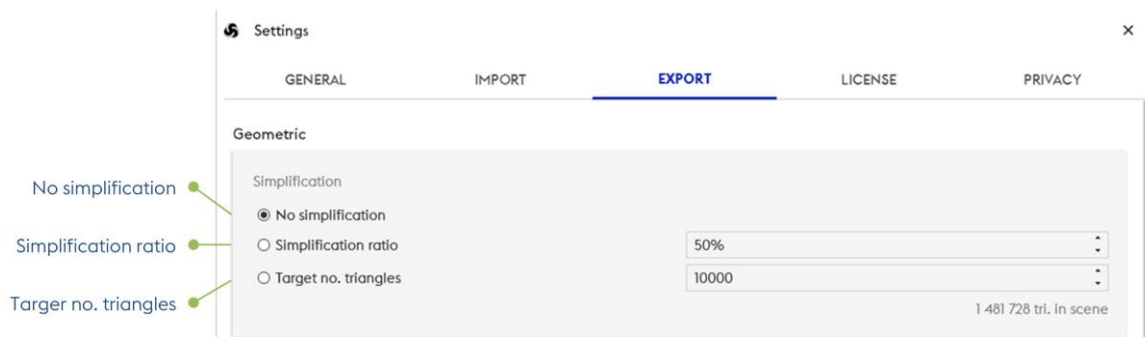 Settings
GENERAL IMPORT EXPORT LICENSE PRIVACY
Geometric
Simplification
No simplification
No simplification
Simplification ratio
Simplification ratio 50%
Targer no. triangles
Target no. triangles 10000
1 481 728 tri. in scene